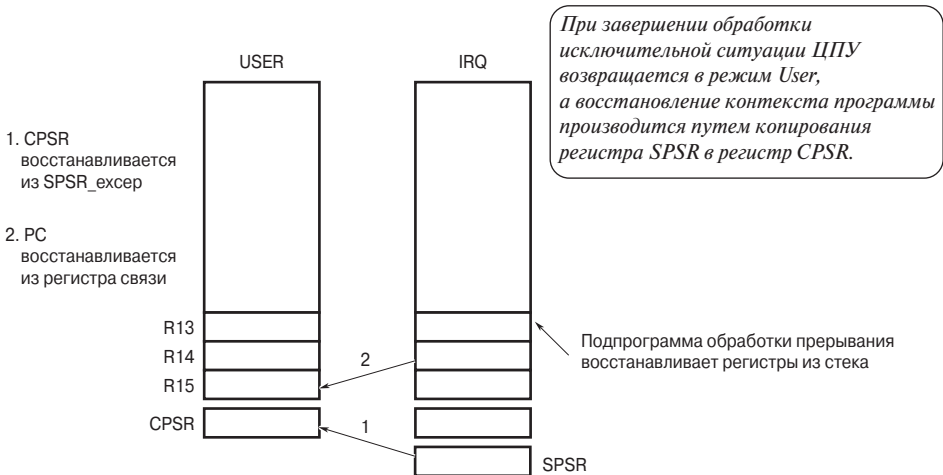 При завершении обработки
исключительной ситуации ЦПУ
возвращается в режим User,
а восстановление контекста программы
производится путем копирования
регистра SPSR в регистр CPSR.
USER
IRQ
1. CPSR
восстанавливается
из SPSR_excep
2. PC
восстанавливается
из регистра связи
R13
R14
R15
CPSR
2
1
Подпрограмма обработки прерывания
восстанавливает регистры из стека
SPSR